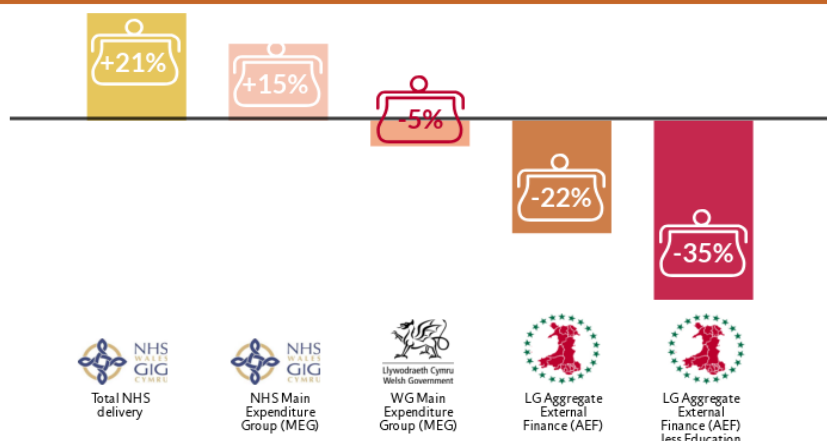 +21%
+15%
-5%
-22%
-35%
NHS
WALES
GIG
CYMRU
NHS
WALES
GIG
CYMRU
Llywodraeth Cymru
Welsh Government
Total NHS
delivery
NHS Main
Expenditure
Group (MEG)
WG Main
Expenditure
Group (MEG)
LG Aggregate
External
Finance (AEF)
LG Aggregate
External
Finance (AEF)
less Education